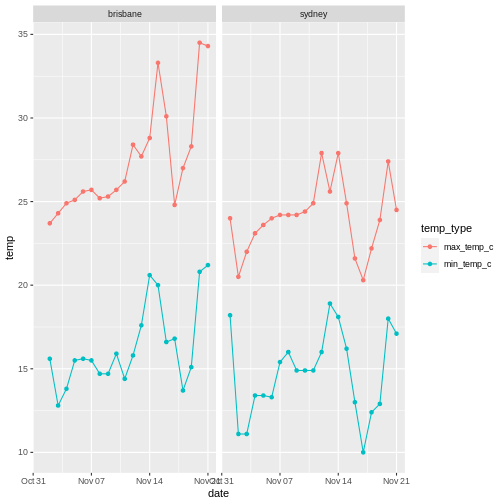 brisbane
sydney
35
30
25
20
15
10
temp
Oct 31
Nov 07
Nov 14
Nov 21
Oct 31
Nov 07
Nov 14
Nov 21
date
temp_type
max_temp_c
min_temp_c